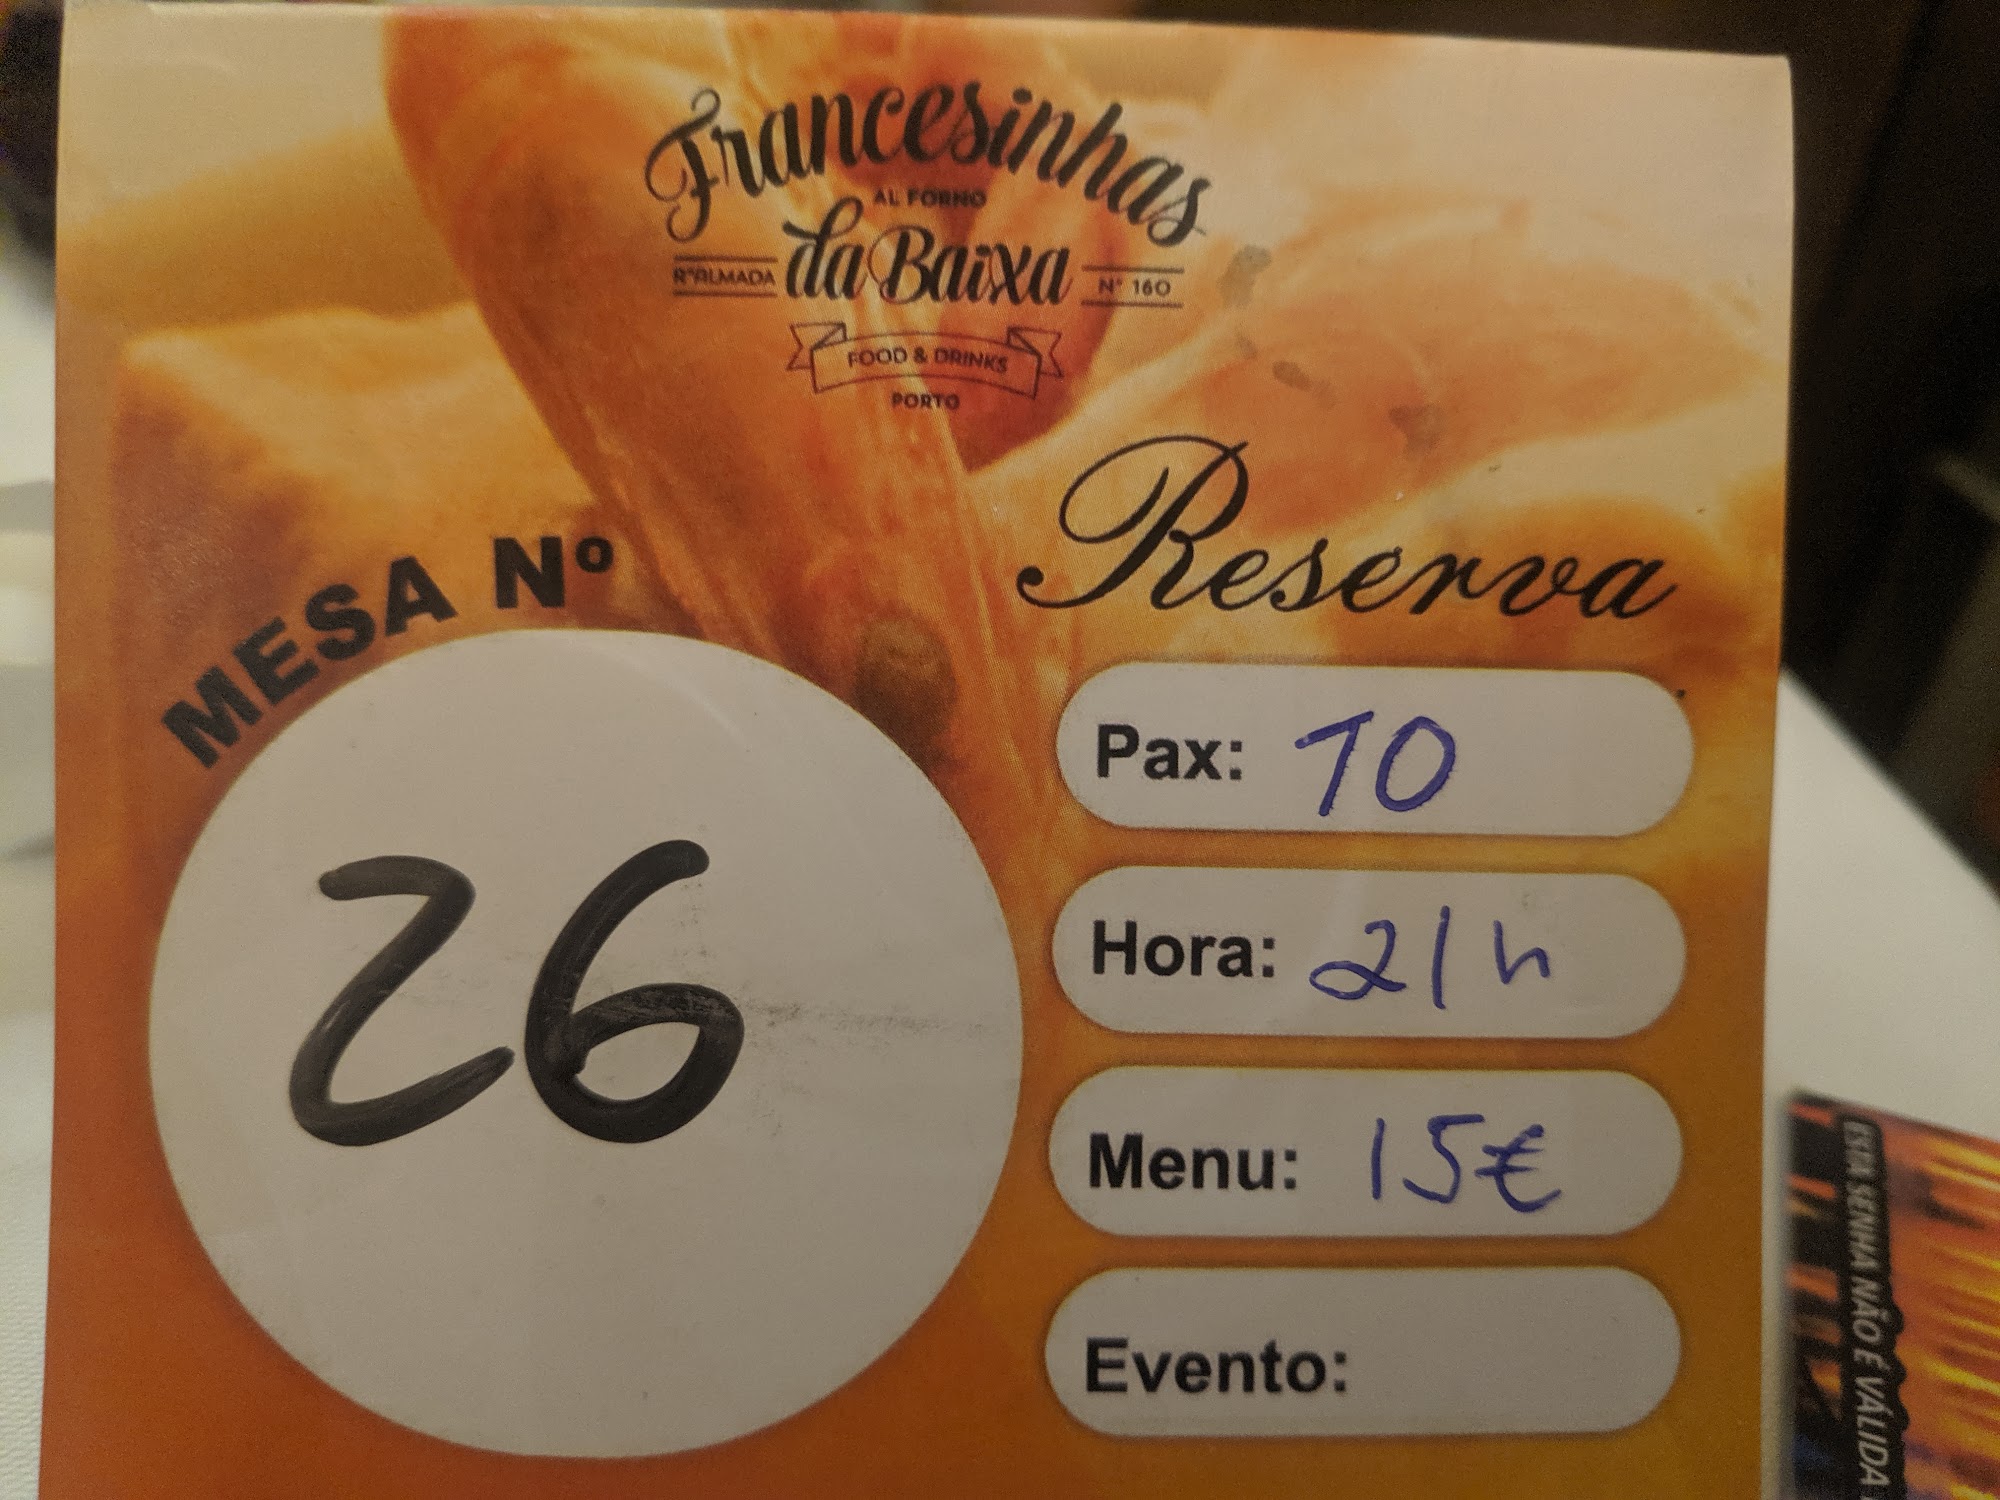 Francesinhas
AL FORNO
da Baixa
RªALMADA
Nº 160
FOOD & DRINKS
PORTO
Reserva
MESA Nº
26
Pax: 10
Hora: 21h
Menu: 15€
Evento:
ESTA SENHA NÃO É VÁLIDA